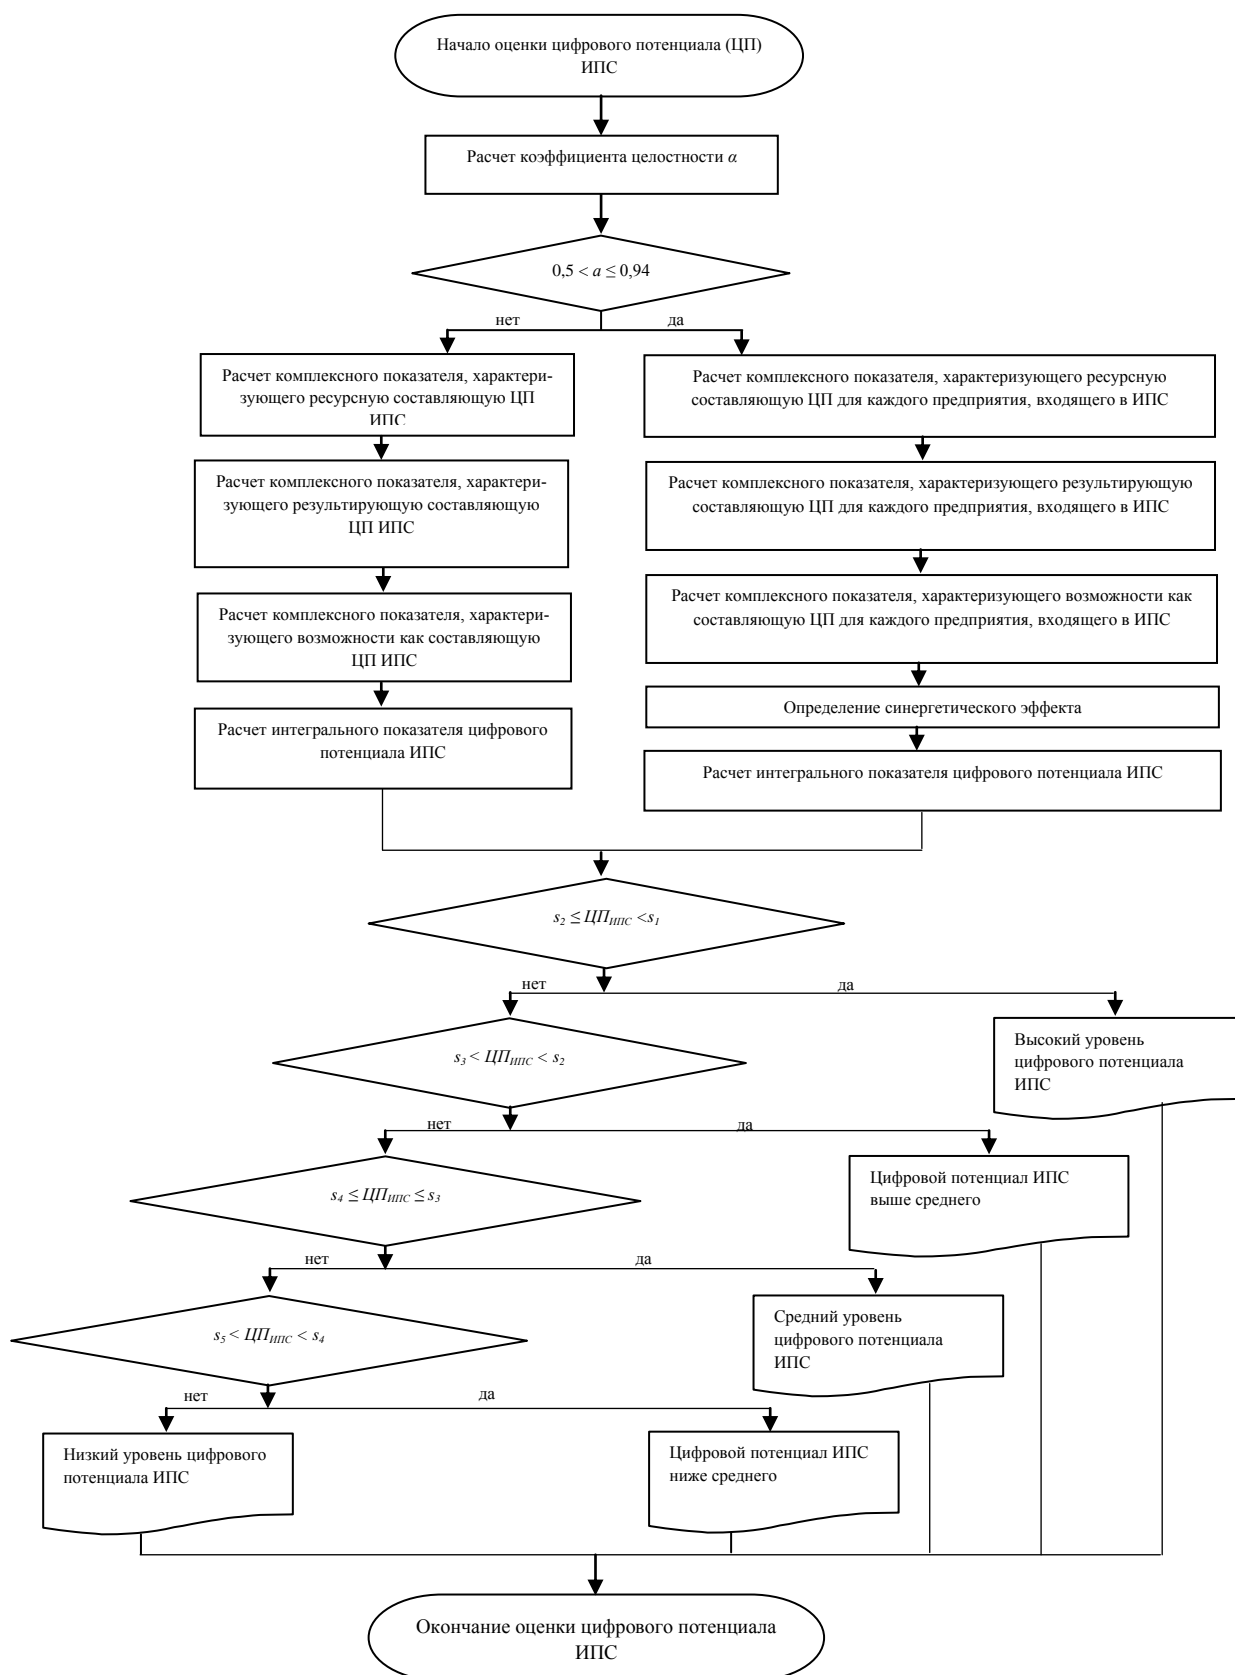 Начало оценки цифрового потенциала (ЦП)
ИПС
Расчет коэффициента целостности α
0,5 < a ≤ 0,94
нет
да
Расчет комплексного показателя, характери-
зующего ресурсную составляющую ЦП
ИПС
Расчет комплексного показателя, характеризующего ресурсную
составляющую ЦП для каждого предприятия, входящего в ИПС
Расчет комплексного показателя, характери-
зующего результирующую составляющую
ЦП ИПС
Расчет комплексного показателя, характеризующего результирующую
составляющую ЦП для каждого предприятия, входящего в ИПС
Расчет комплексного показателя, характери-
зующего возможности как составляющую
ЦП ИПС
Расчет комплексного показателя, характеризующего возможности как
составляющую ЦП для каждого предприятия, входящего в ИПС
Определение синергетического эффекта
Расчет интегрального показателя цифрового
потенциала ИПС
Расчет интегрального показателя цифрового потенциала ИПС
s2 ≤ ЦПИПС <s1
нет
да
s3 < ЦПИПС < s2
Высокий уровень
цифрового потенциала
ИПС
нет
да
s4 ≤ ЦПИПС ≤ s3
Цифровой потенциал ИПС
выше среднего
нет
да
s5 < ЦПИПС < s4
Средний уровень
цифрового потенциала
ИПС
нет
да
Низкий уровень цифрового
потенциала ИПС
Цифровой потенциал ИПС
ниже среднего
Окончание оценки цифрового потенциала
ИПС